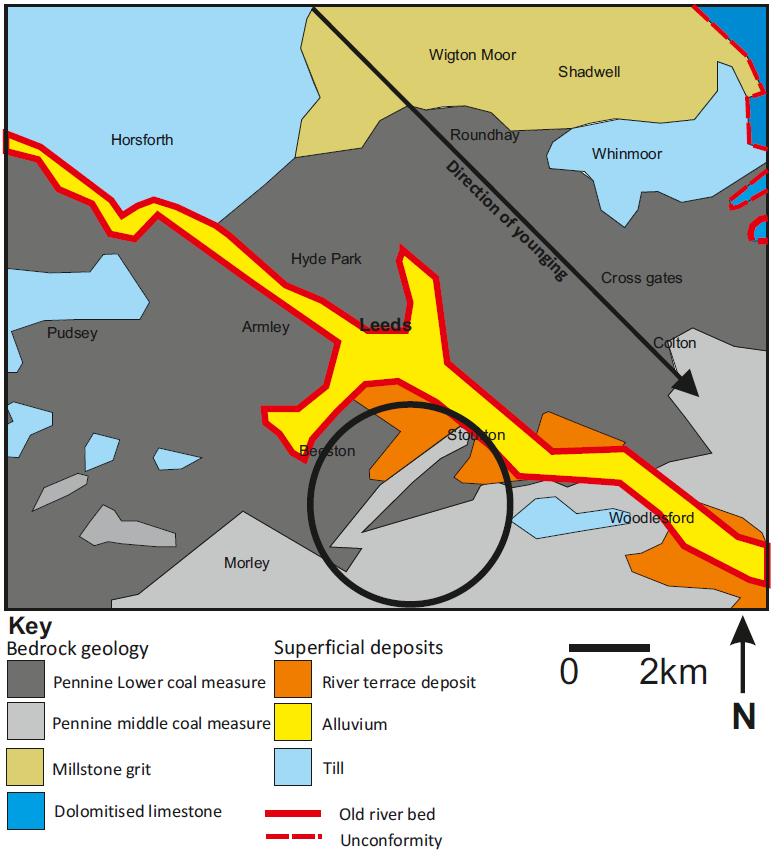 Wigton Moor
Shadwell
Horsforth
Roundhay
Whinmoor
Direction of younging
Hyde Park
Cross gates
Armley
Leeds
Pudsey
Colton
Stourton
Beeston
Woodlesford
Morley
Key
Bedrock geology
Pennine Lower coal measure
Pennine middle coal measure
Millstone grit
Dolomitised limestone
Superficial deposits
River terrace deposit
Alluvium
Till
Old river bed
Unconformity
0 2km
N